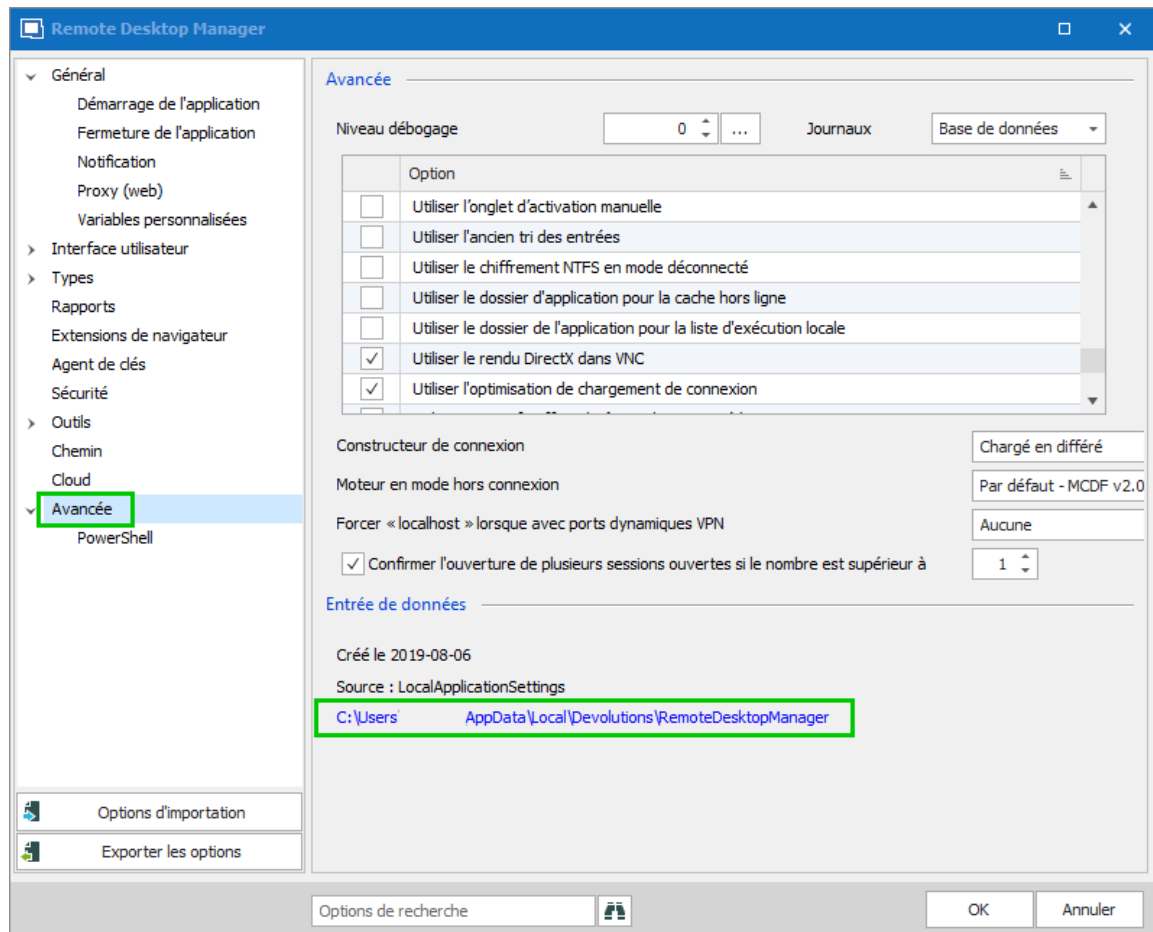 Remote Desktop Manager
Général
Démarrage de l'application
Fermeture de l'application
Notification
Proxy (web)
Variables personnalisées
Interface utilisateur
Types
Rapports
Extensions de navigateur
Agent de clés
Sécurité
Outils
Chemin
Cloud
Avancée
PowerShell
Options d'importation
Exporter les options
Avancée
Niveau débogage 0 ... Journaux Base de données
Option
Utiliser l’onglet d’activation manuelle
Utiliser l'ancien tri des entrées
Utiliser le chiffrement NTFS en mode déconnecté
Utiliser le dossier d'application pour la cache hors ligne
Utiliser le dossier de l'application pour la liste d'exécution locale
Utiliser le rendu DirectX dans VNC
Utiliser l'optimisation de chargement de connexion
Constructeur de connexion Chargé en différé
Moteur en mode hors connexion Par défaut - MCDF v2.0
Forcer « localhost » lorsque avec ports dynamiques VPN Aucune
Confirmer l'ouverture de plusieurs sessions ouvertes si le nombre est supérieur à 1
Entrée de données
Créé le 2019-08-06
Source : LocalApplicationSettings
C:\Users\ AppData\Local\Devolutions\RemoteDesktopManager
Options de recherche
OK Annuler